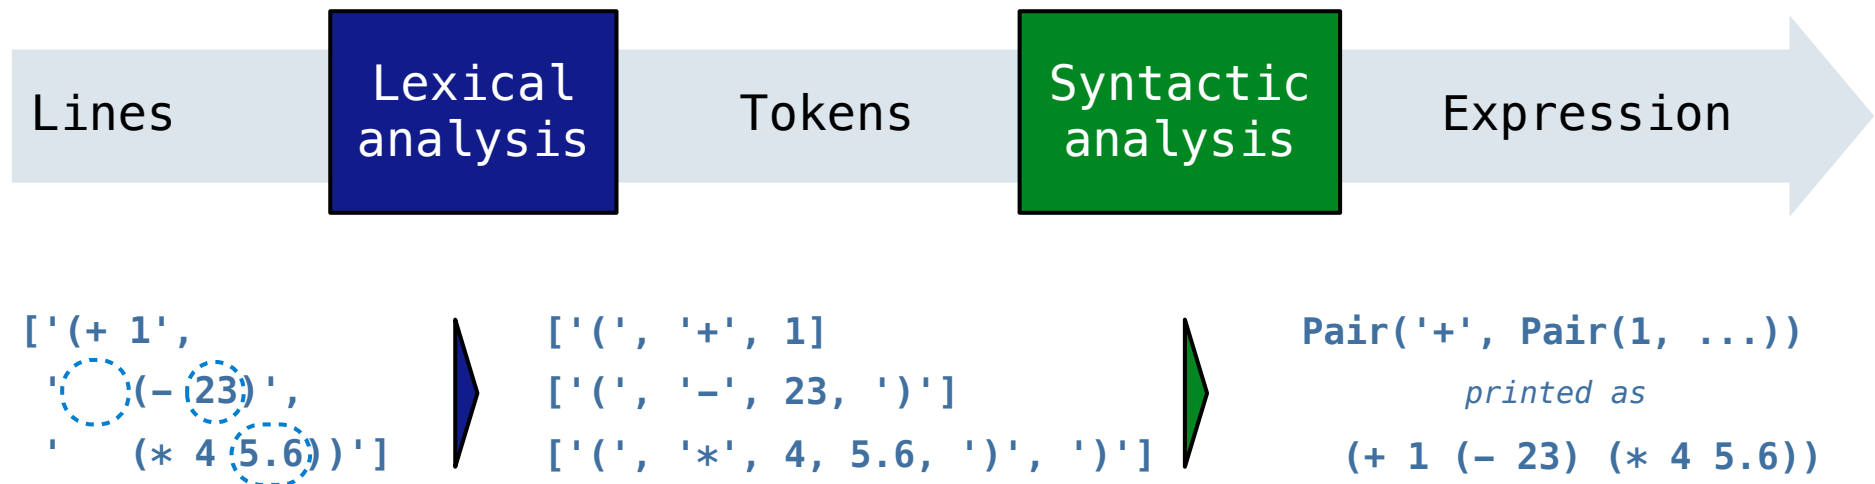 Lines
Lexical
analysis
Tokens
Syntactic
analysis
Expression
['(+ 1',
'   (− 23)',
'   (* 4 5.6))']
['(', '+', 1]
['(', '−', 23, ')']
['(', '*', 4, 5.6, ')', ')']
Pair('+', Pair(1, ...))
printed as
(+ 1 (− 23) (* 4 5.6))